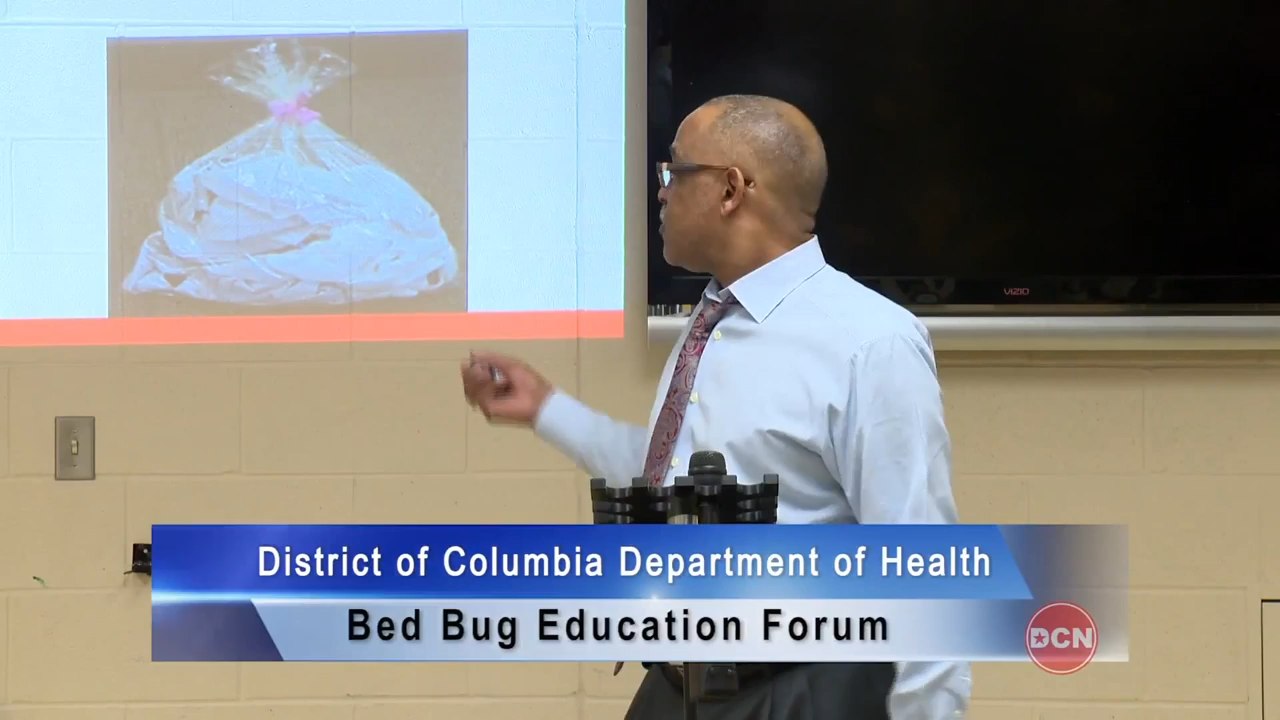 VIZIO
District of Columbia Department of Health
Bed Bug Education Forum
DCN